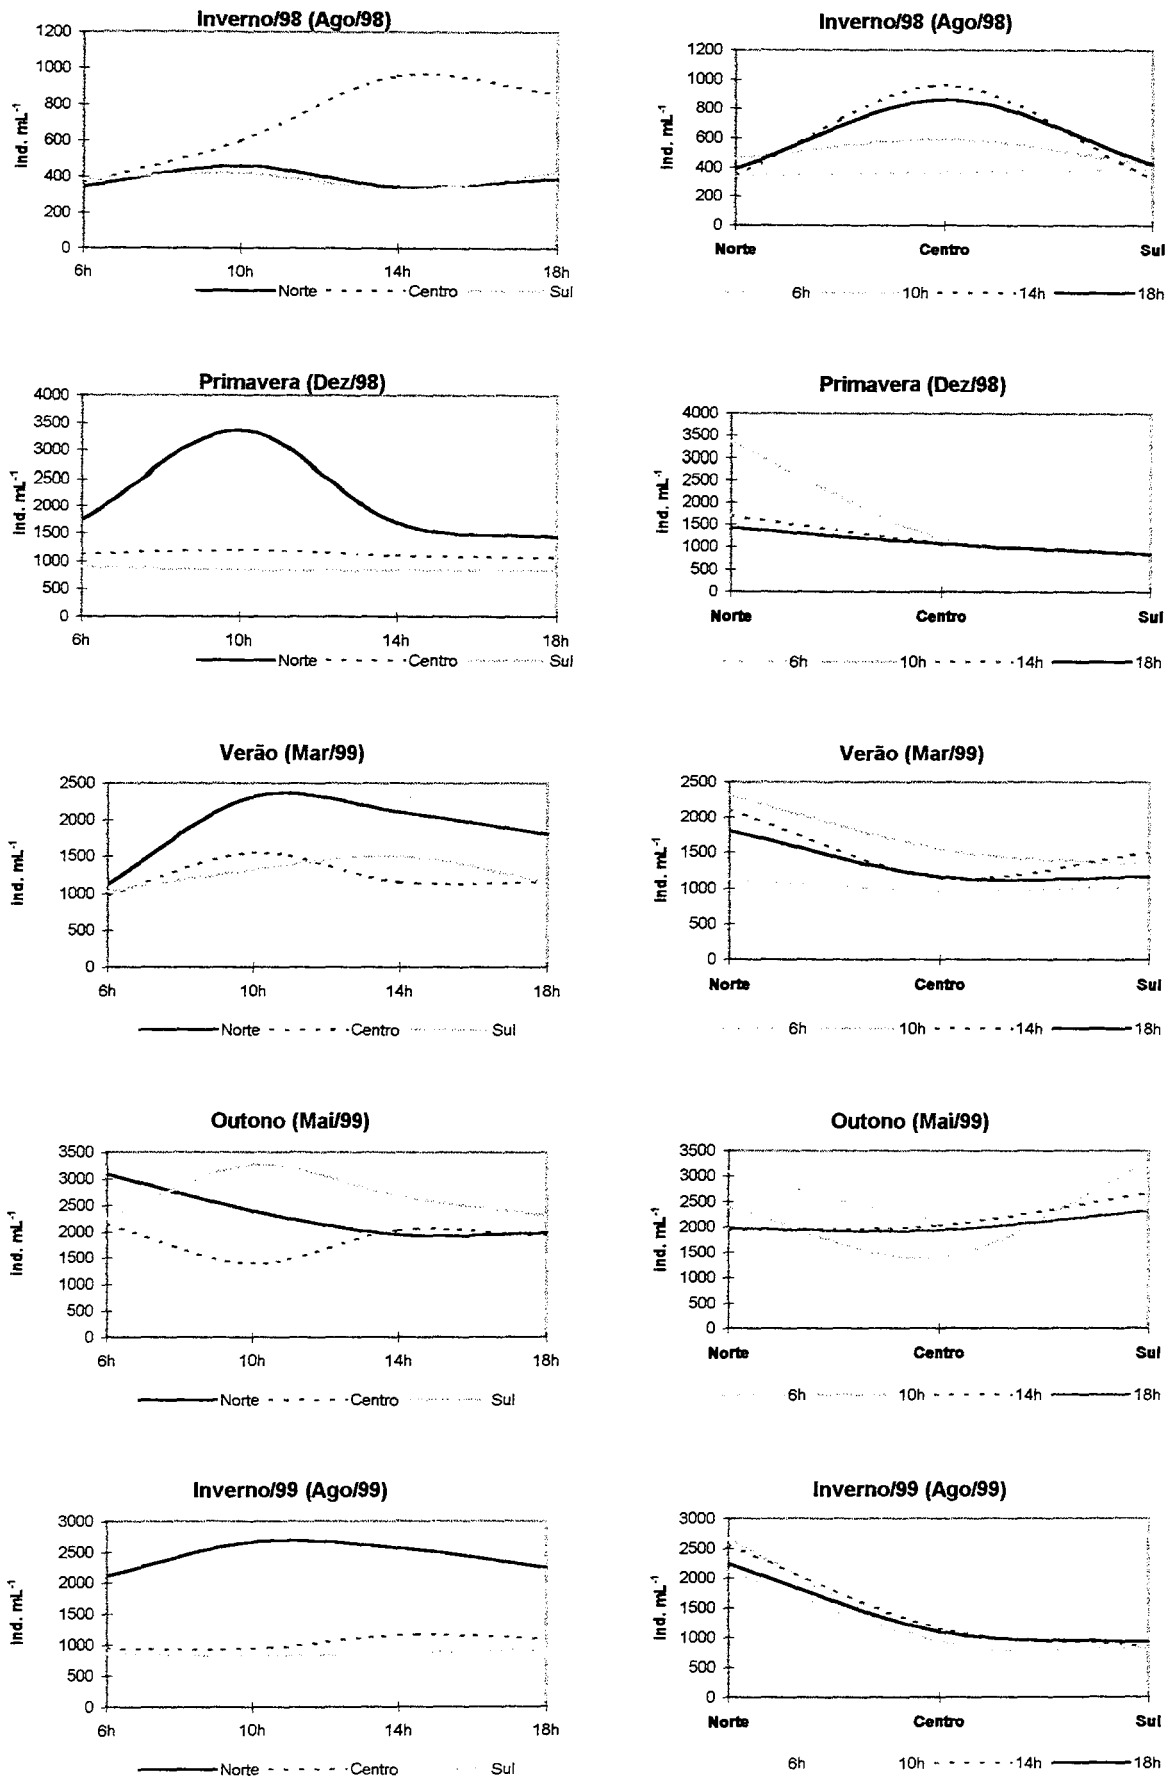 Inverno/98 (Ago/98)
1200
1000
800
600
400
200
0
Ind. mL-1
6h 10h 14h 18h
Norte Centro Sul
Inverno/98 (Ago/98)
1200
1000
800
600
400
200
0
Ind. mL-1
Norte Centro Sul
6h 10h 14h 18h
Primavera (Dez/98)
4000
3500
3000
2500
2000
1500
1000
500
0
Ind. mL-1
6h 10h 14h 18h
Norte Centro Sul
Primavera (Dez/98)
4000
3500
3000
2500
2000
1500
1000
500
0
Ind. mL-1
Norte Centro Sul
6h 10h 14h 18h
Verão (Mar/99)
2500
2000
1500
1000
500
0
Ind. mL-1
6h 10h 14h 18h
Norte Centro Sul
Verão (Mar/99)
2500
2000
1500
1000
500
0
Ind. mL-1
Norte Centro Sul
6h 10h 14h 18h
Outono (Mai/99)
3500
3000
2500
2000
1500
1000
500
0
Ind. mL-1
6h 10h 14h 18h
Norte Centro Sul
Outono (Mai/99)
3500
3000
2500
2000
1500
1000
500
0
Ind. mL-1
Norte Centro Sul
6h 10h 14h 18h
Inverno/99 (Ago/99)
3000
2500
2000
1500
1000
500
0
Ind. mL-1
6h 10h 14h 18h
Norte Centro Sul
Inverno/99 (Ago/99)
3000
2500
2000
1500
1000
500
0
Ind. mL-1
Norte Centro Sul
6h 10h 14h 18h